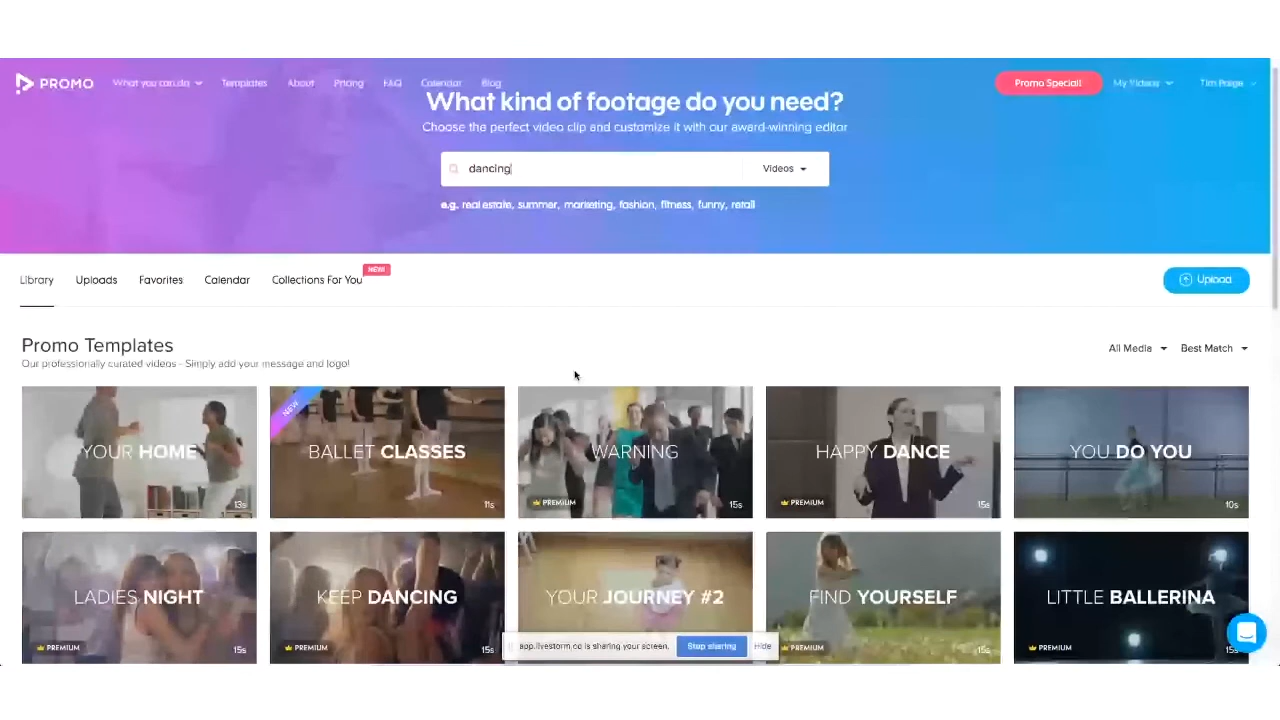 PROMO What you can do Templates About Pricing FAQ Calendar Blog Promo Special! My Videos Tim Paige
What kind of footage do you need?
Choose the perfect video clip and customize it with our award-winning editor
dancing Videos
e.g. real estate, summer, marketing, fashion, fitness, funny, retail
Library Uploads Favorites Calendar Collections For You NEW! Upload
Promo Templates
Our professionally curated videos - Simply add your message and logo!
All Media Best Match
YOUR HOME 13s
NEW BALLET CLASSES 11s
WARNING PREMIUM 15s
HAPPY DANCE PREMIUM 15s
YOU DO YOU 10s
LADIES NIGHT PREMIUM 15s
KEEP DANCING PREMIUM 15s
YOUR JOURNEY #2
FIND YOURSELF PREMIUM 15s
LITTLE BALLERINA PREMIUM 15s
app.livestorm.co is sharing your screen. Stop sharing Hide